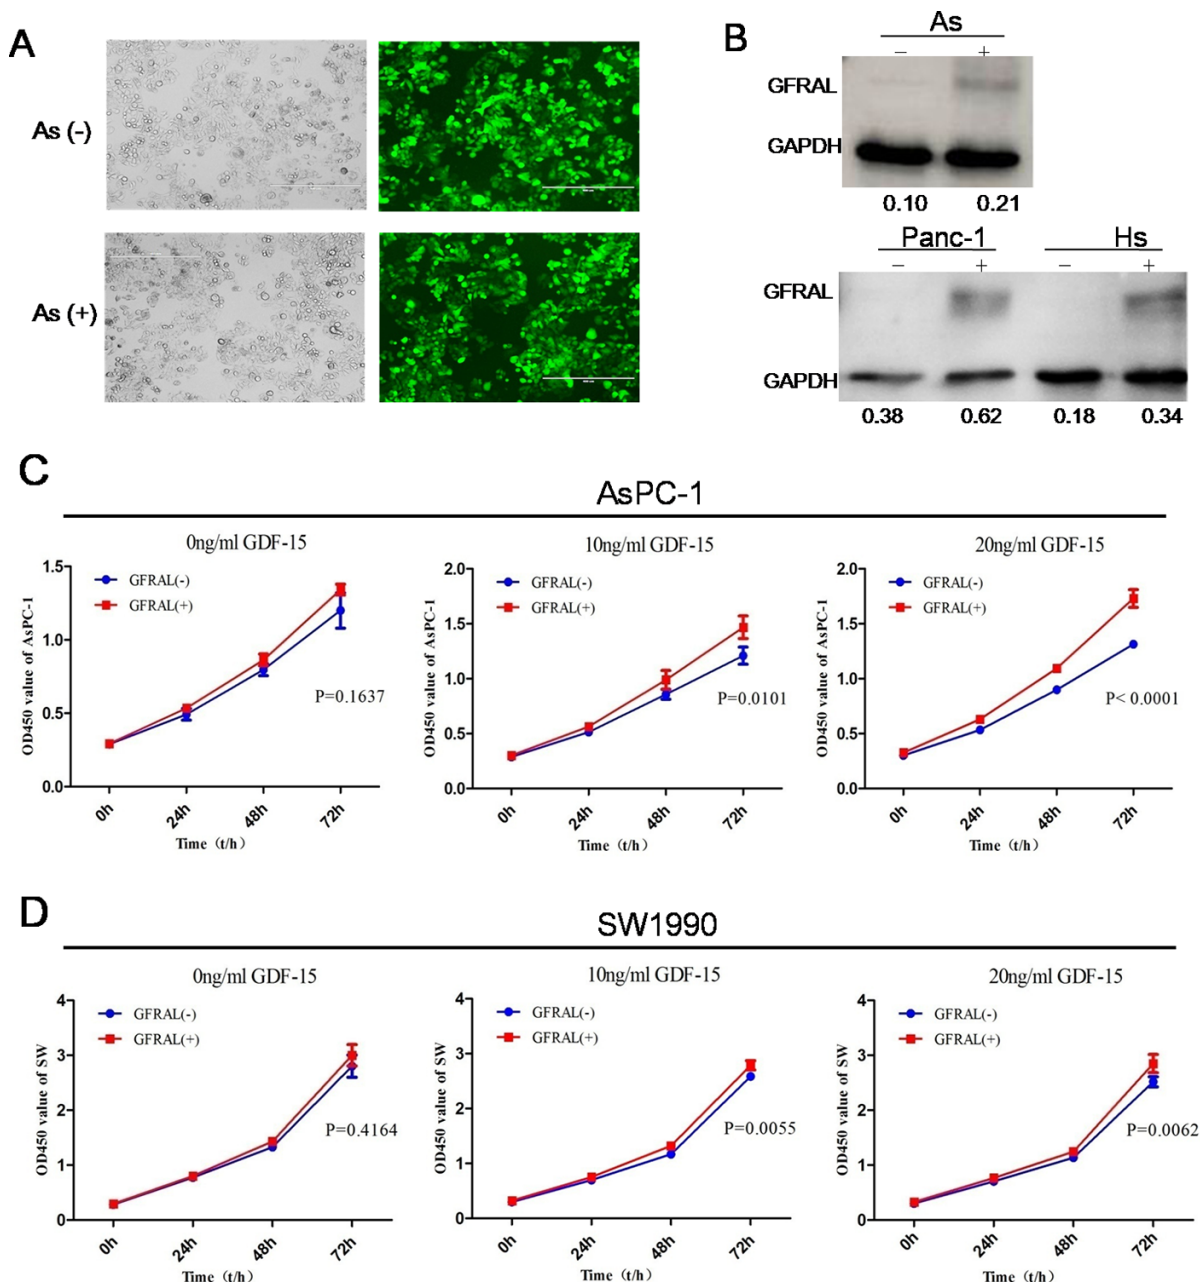 A
As (-)
As (+)
B
As
− +
GFRAL
GAPDH
0.10 0.21
Panc-1 Hs
− + − +
GFRAL
GAPDH
0.38 0.62 0.18 0.34
C
AsPC-1
0ng/ml GDF-15
GFRAL(-)
GFRAL(+)
OD450 value of AsPC-1
1.5
1.0
0.5
0.0
P=0.1637
0h 24h 48h 72h
Time (t/h)
10ng/ml GDF-15
GFRAL(-)
GFRAL(+)
OD450 value of AsPC-1
2.0
1.5
1.0
0.5
0.0
P=0.0101
0h 24h 48h 72h
Time (t/h)
20ng/ml GDF-15
GFRAL(-)
GFRAL(+)
OD450 value of AsPC-1
2.0
1.5
1.0
0.5
0.0
P< 0.0001
0h 24h 48h 72h
Time (t/h)
D
SW1990
0ng/ml GDF-15
GFRAL(-)
GFRAL(+)
OD450 value of SW
4
3
2
1
0
P=0.4164
0h 24h 48h 72h
Time (t/h)
10ng/ml GDF-15
GFRAL(-)
GFRAL(+)
OD450 value of SW
4
3
2
1
0
P=0.0055
0h 24h 48h 72h
Time (t/h)
20ng/ml GDF-15
GFRAL(-)
GFRAL(+)
OD450 value of SW
4
3
2
1
0
P=0.0062
0h 24h 48h 72h
Time (t/h)